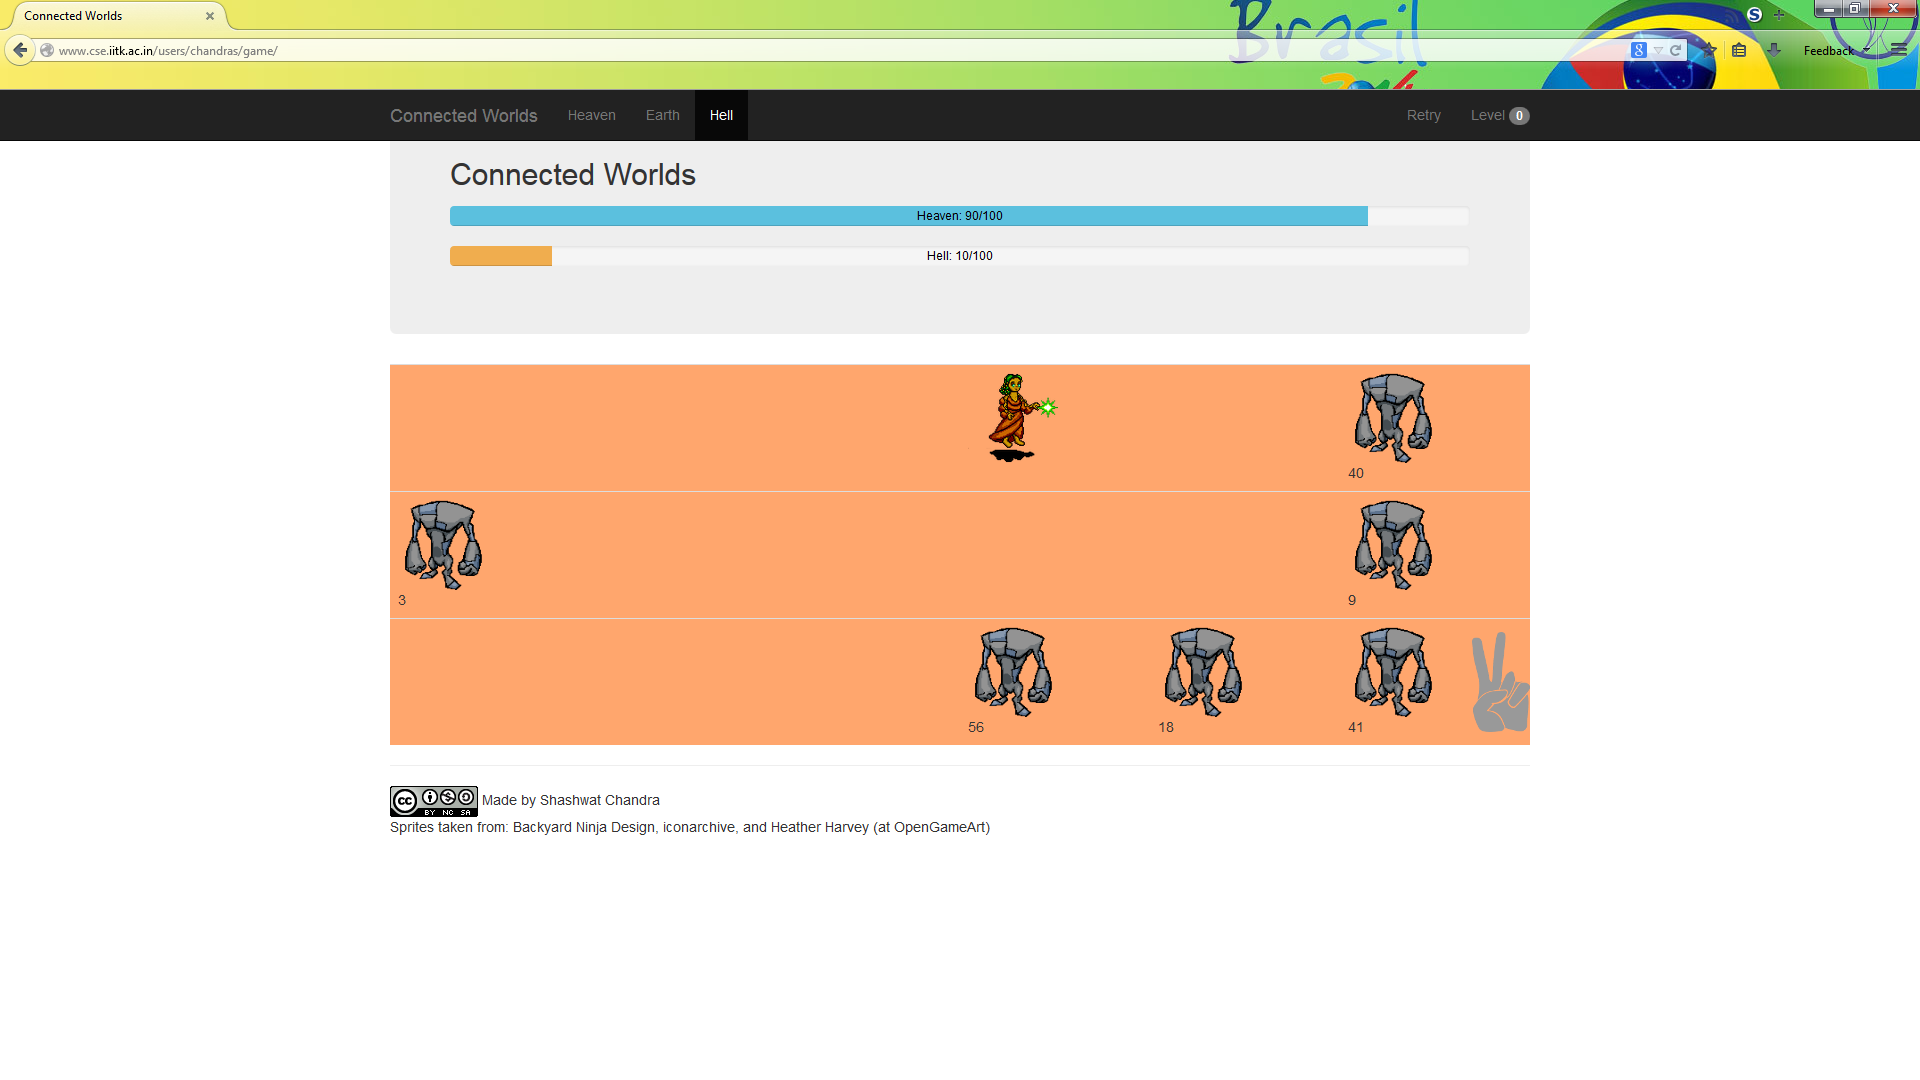 Connected Worlds
Brasil
2014
www.cse.iitk.ac.in/users/chandras/game/
8
S
Feedback
Connected Worlds Heaven Earth Hell Retry Level 0
Connected Worlds
Heaven: 90/100
Hell: 10/100
40
3
9
56
18
41
cc BY NC SA Made by Shashwat Chandra
Sprites taken from: Backyard Ninja Design, iconarchive, and Heather Harvey (at OpenGameArt)